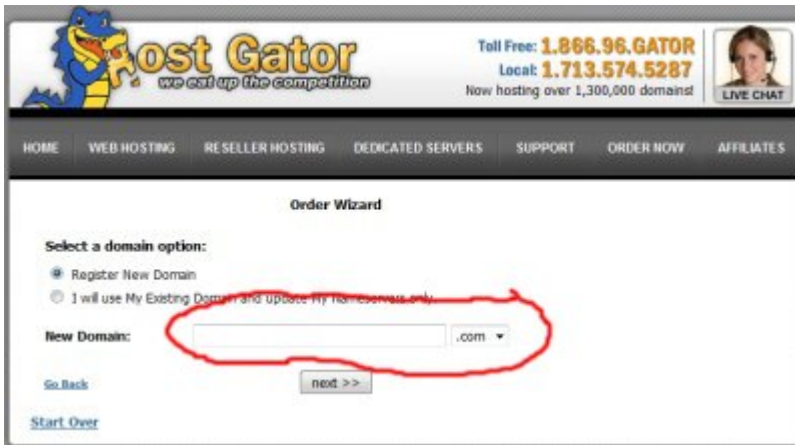 Host Gator
we eat up the competition
Toll Free: 1.866.96.GATOR
Local: 1.713.574.5287
Now hosting over 1,300,000 domains!
LIVE CHAT
HOME WEB HOSTING RESELLER HOSTING DEDICATED SERVERS SUPPORT ORDER NOW AFFILIATES
Order Wizard
Select a domain option:
Register New Domain
I will use My Existing Domain and update My Nameservers only.
New Domain: .com
Go Back next >>
Start Over